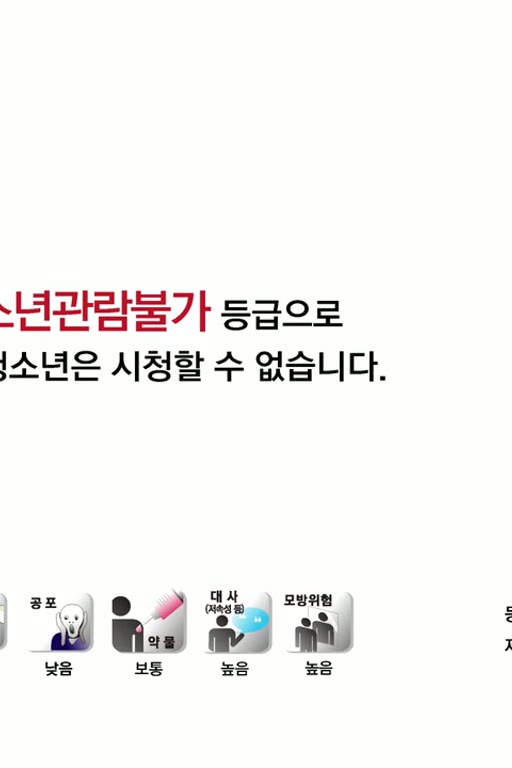 소년관람불가 등급으로
청소년은 시청할 수 없습니다.
공포
약물
대사
(저속성 등)
모방위험
낮음 보통 높음 높음